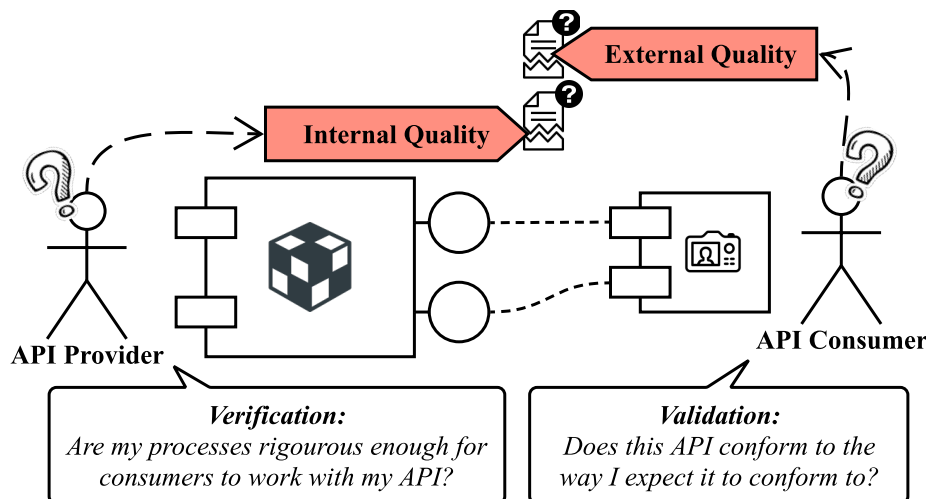 External Quality
Internal Quality
API Provider
API Consumer
Verification:
Are my processes rigourous enough for
consumers to work with my API?
Validation:
Does this API conform to the
way I expect it to conform to?